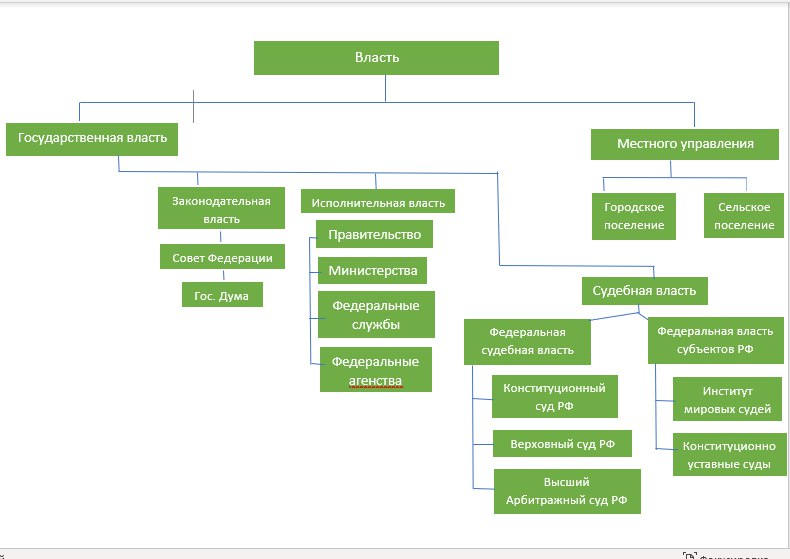 Власть
Государственная власть
Местного управления
Законодательная
власть
Исполнительная власть
Городское
поселение
Сельское
поселение
Правительство
Совет Федерации
Министерства
Гос. Дума
Судебная власть
Федеральные
службы
Федеральная
судебная власть
Федеральная власть
субъектов РФ
Федеральные
агенства
Конституционный
суд РФ
Институт
мировых судей
Верховный суд РФ
Конституционно
уставные суды
Высший
Арбитражный суд РФ